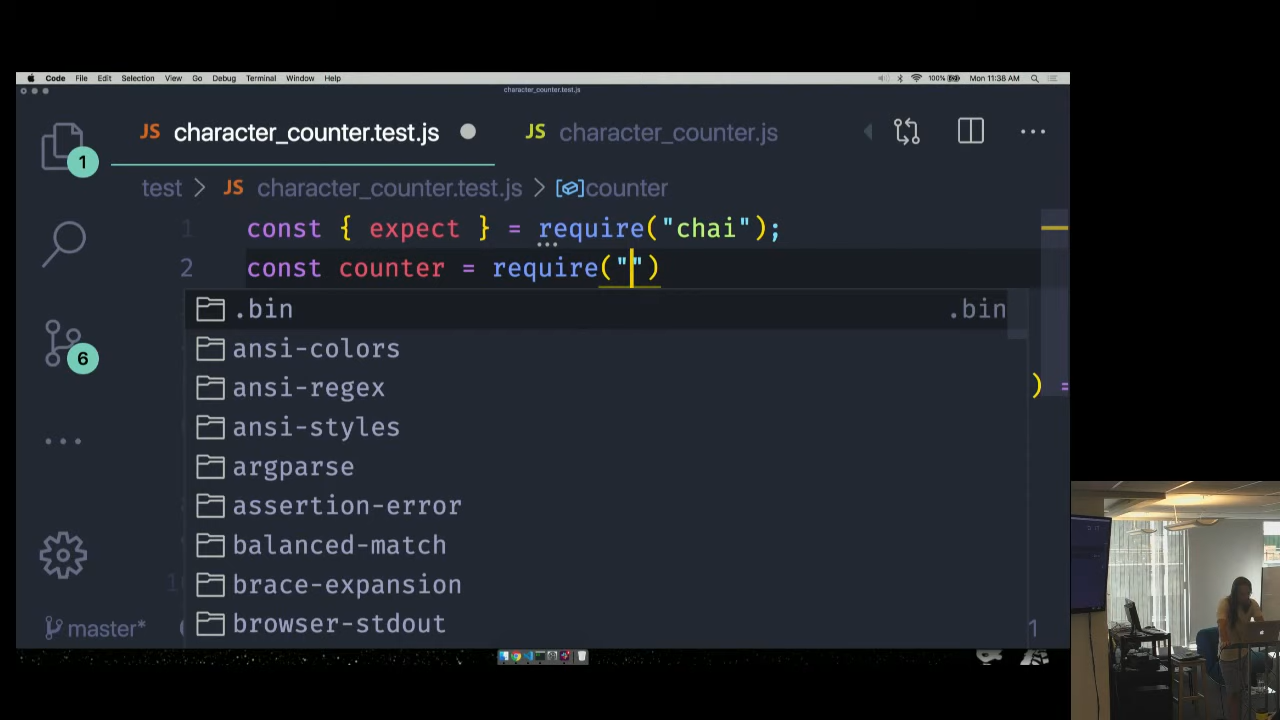 Code File Edit Selection View Go Debug Terminal Window Help 100% Mon 11:38 AM
character_counter.test.js
JS character_counter.test.js JS character_counter.js ...
1
test > JS character_counter.test.js > counter
1 const { expect } = require("chai");
2 const counter = require("")
.bin .bin
ansi-colors
6
ansi-regex
) =
ansi-styles
argparse
assertion-error
balanced-match
brace-expansion
10
browser-stdout
master* 1